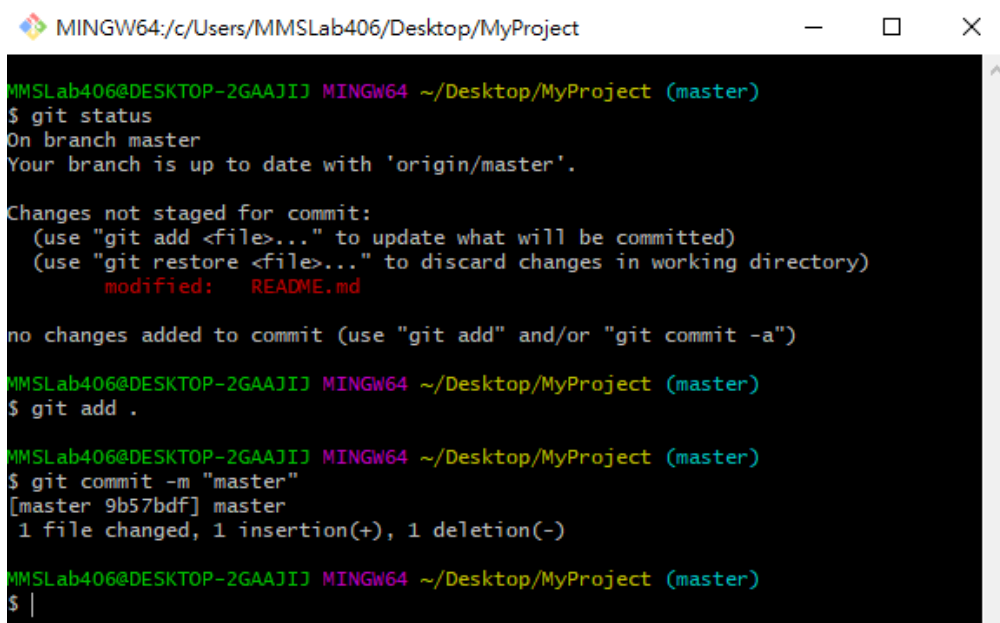 MINGW64:/c/Users/MMSLab406/Desktop/MyProject
MMSLab406@DESKTOP-2GAAJIJ MINGW64 ~/Desktop/MyProject (master)
$ git status
On branch master
Your branch is up to date with 'origin/master'.
Changes not staged for commit:
  (use "git add <file>..." to update what will be committed)
  (use "git restore <file>..." to discard changes in working directory)
        modified:   README.md
no changes added to commit (use "git add" and/or "git commit -a")
MMSLab406@DESKTOP-2GAAJIJ MINGW64 ~/Desktop/MyProject (master)
$ git add .
MMSLab406@DESKTOP-2GAAJIJ MINGW64 ~/Desktop/MyProject (master)
$ git commit -m "master"
[master 9b57bdf] master
 1 file changed, 1 insertion(+), 1 deletion(-)
MMSLab406@DESKTOP-2GAAJIJ MINGW64 ~/Desktop/MyProject (master)
$